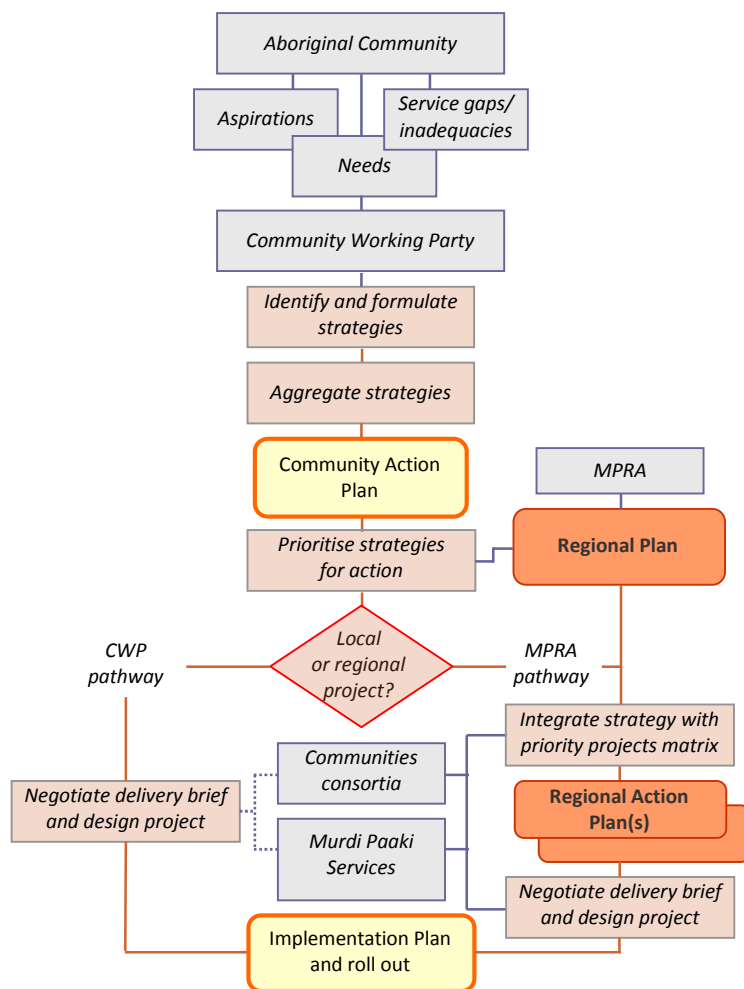 Aboriginal Community
Aspirations
Service gaps/
inadequacies
Needs
Community Working Party
Identify and formulate
strategies
Aggregate strategies
Community Action
Plan
MPRA
Prioritise strategies
for action
Regional Plan
CWP
pathway
Local
or regional
project?
MPRA
pathway
Integrate strategy with
priority projects matrix
Communities
consortia
Negotiate delivery brief
and design project
Regional Action
Plan(s)
Murdi Paaki
Services
Negotiate delivery brief
and design project
Implementation Plan
and roll out